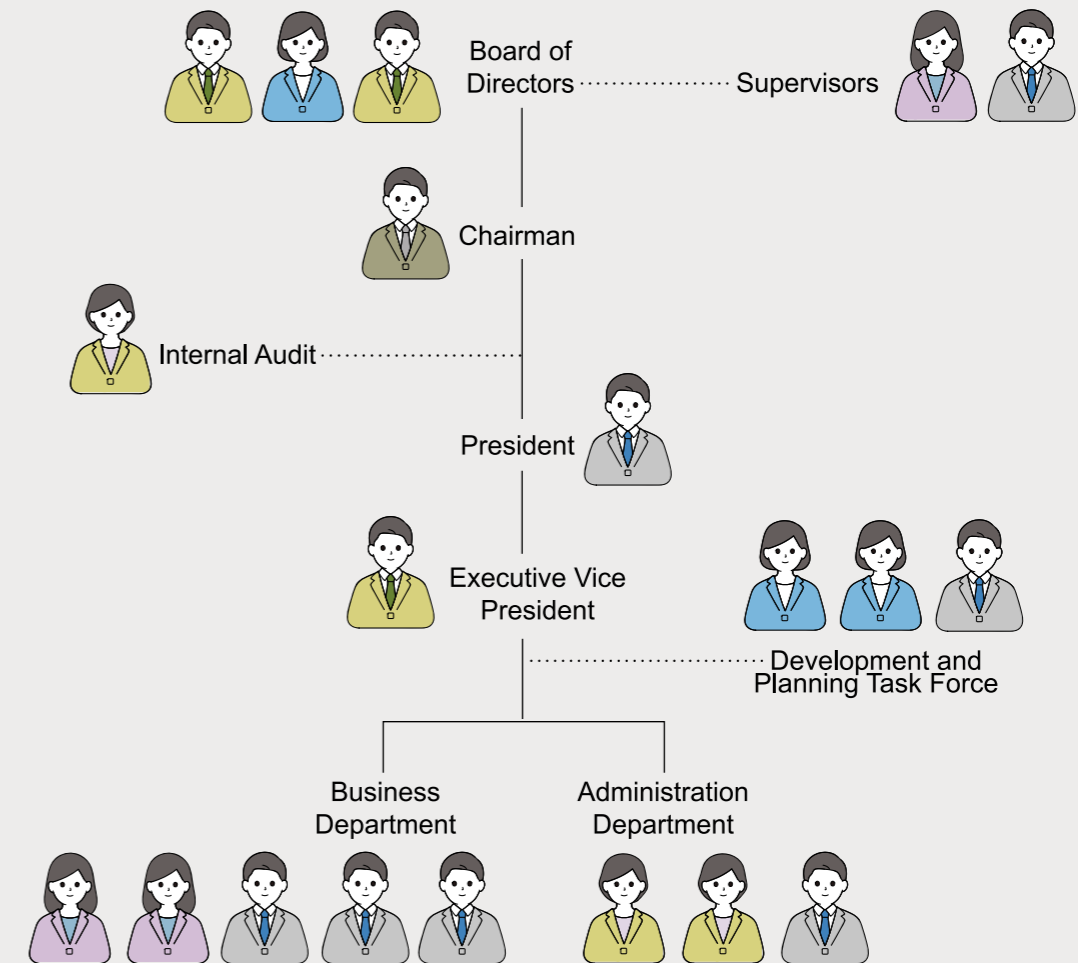 Board of
Directors
Supervisors
Chairman
Internal Audit
President
Executive Vice
President
Development and
Planning Task Force
Business
Department
Administration
Department